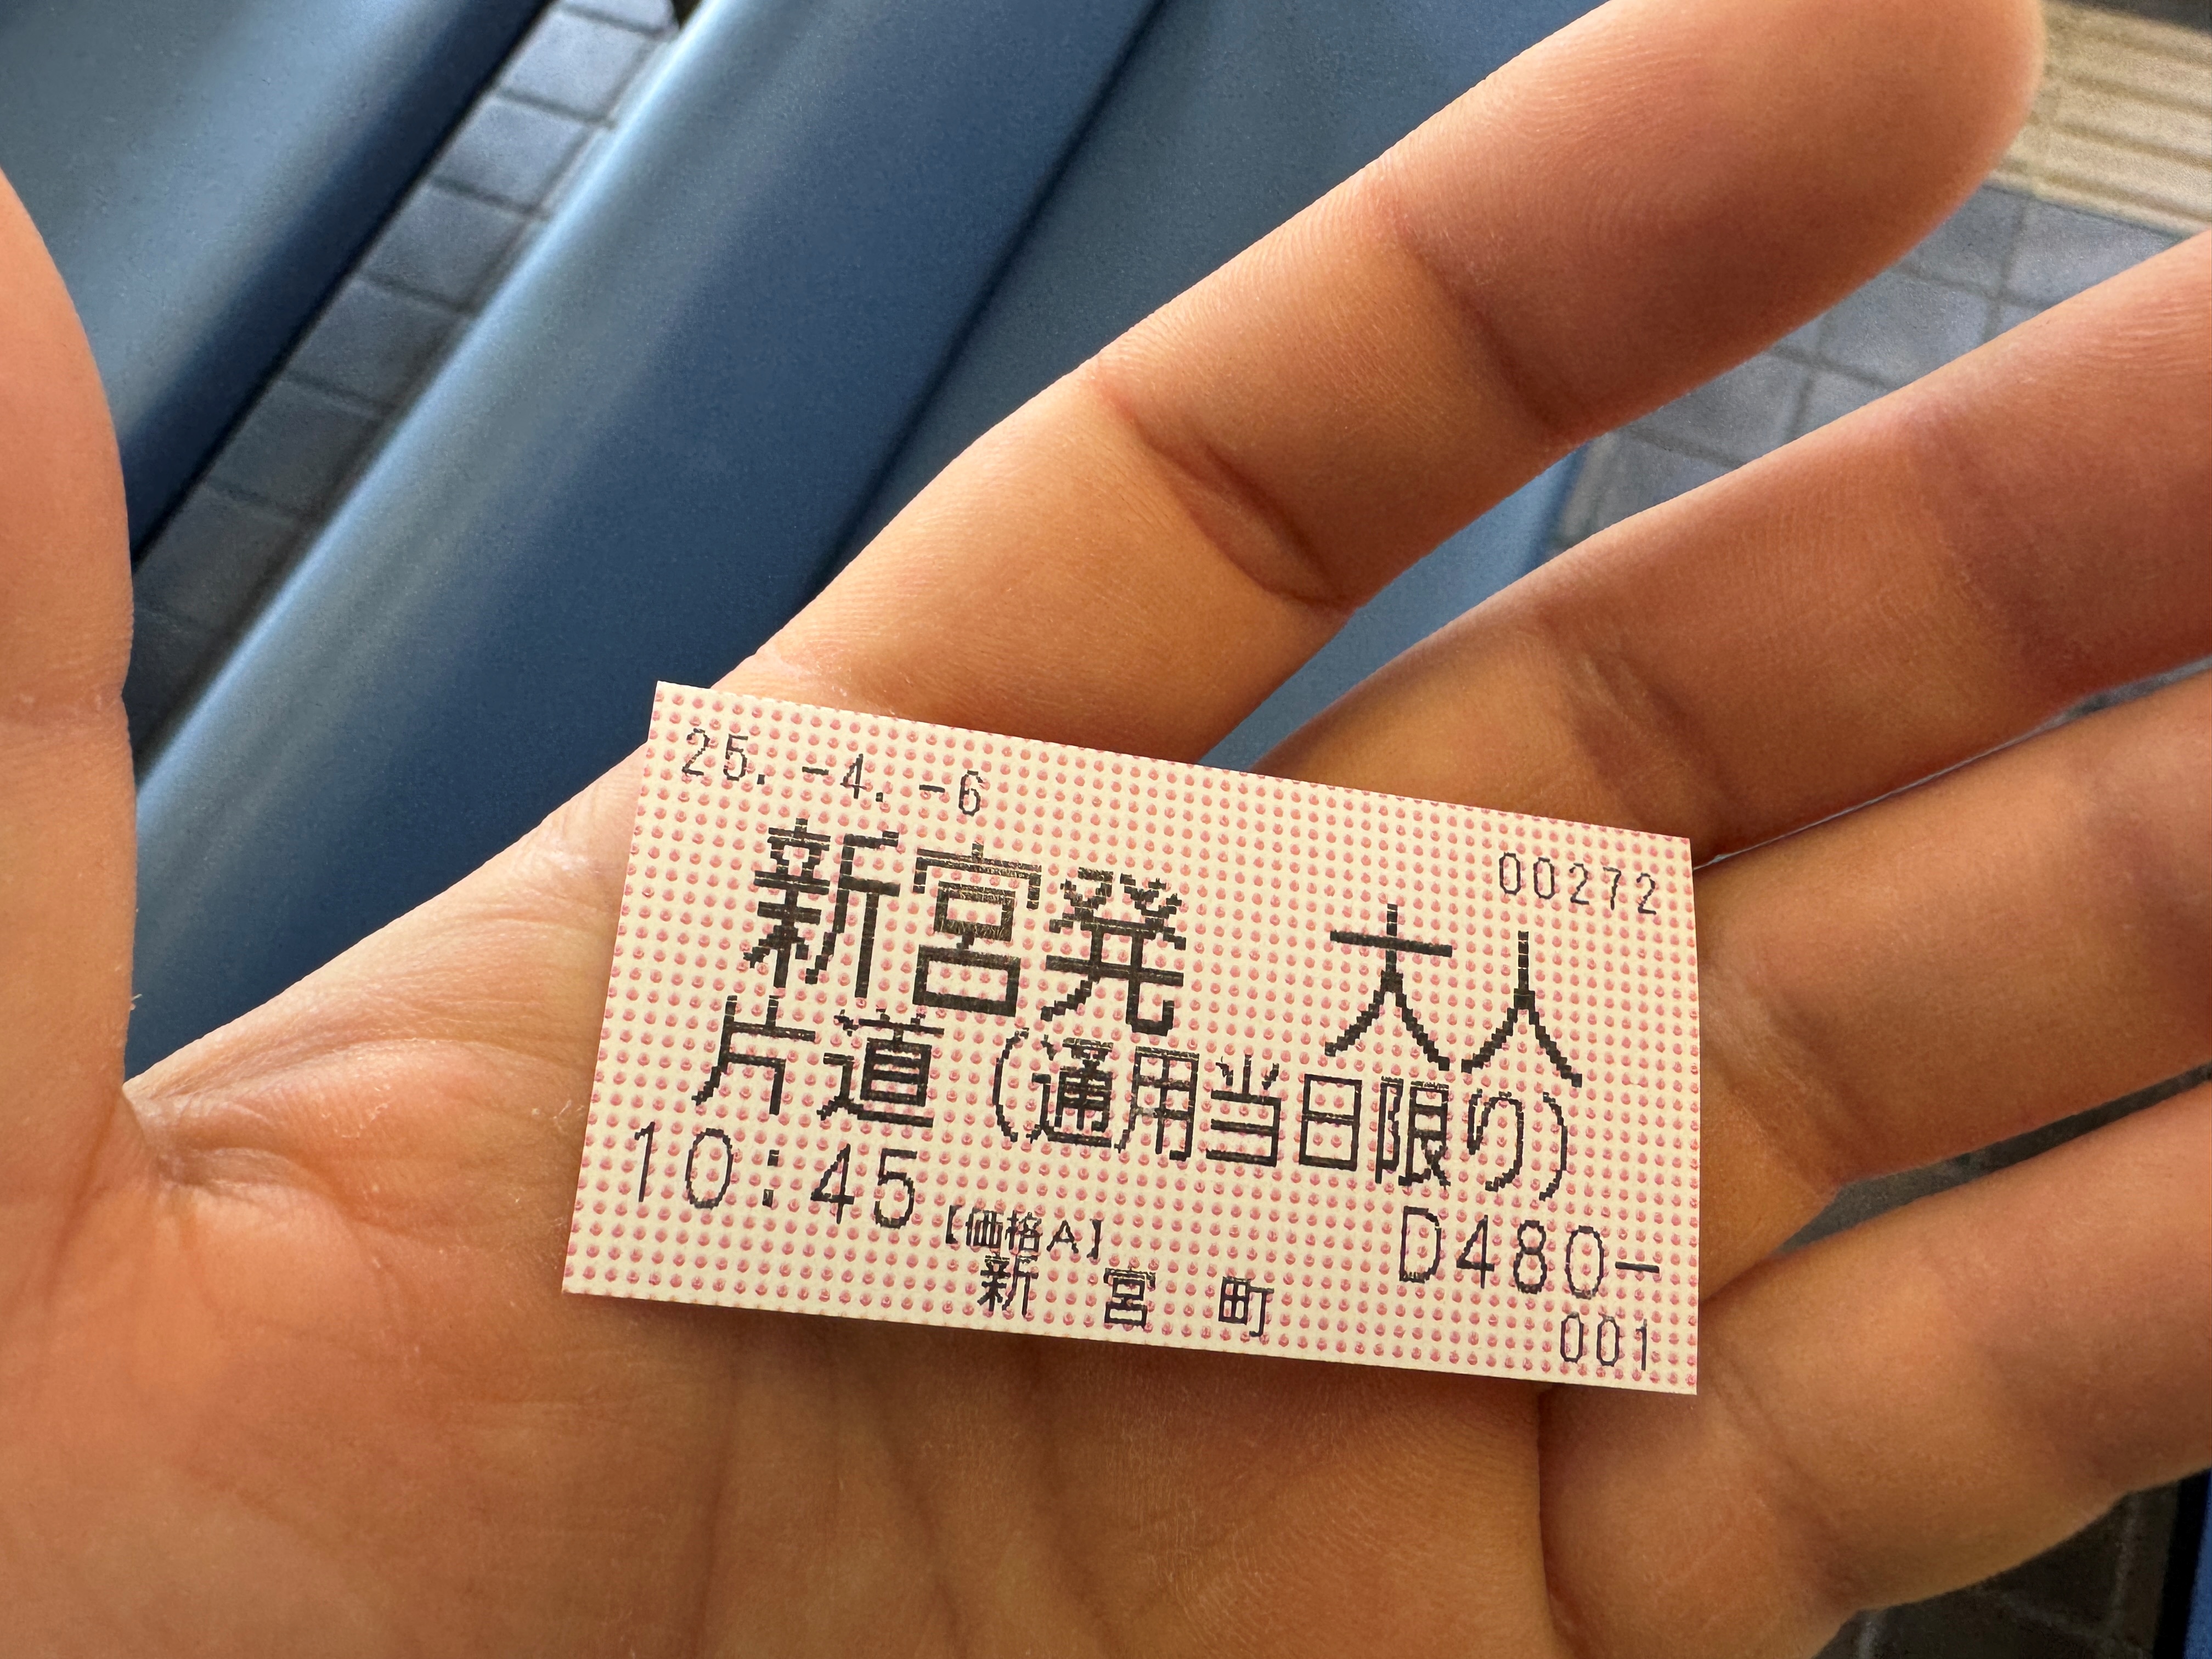 25.-4.-6
00272
新宮発 大人
片道(通用当日限り)
10:45 【価格A】 D480-
新 宮 町
001